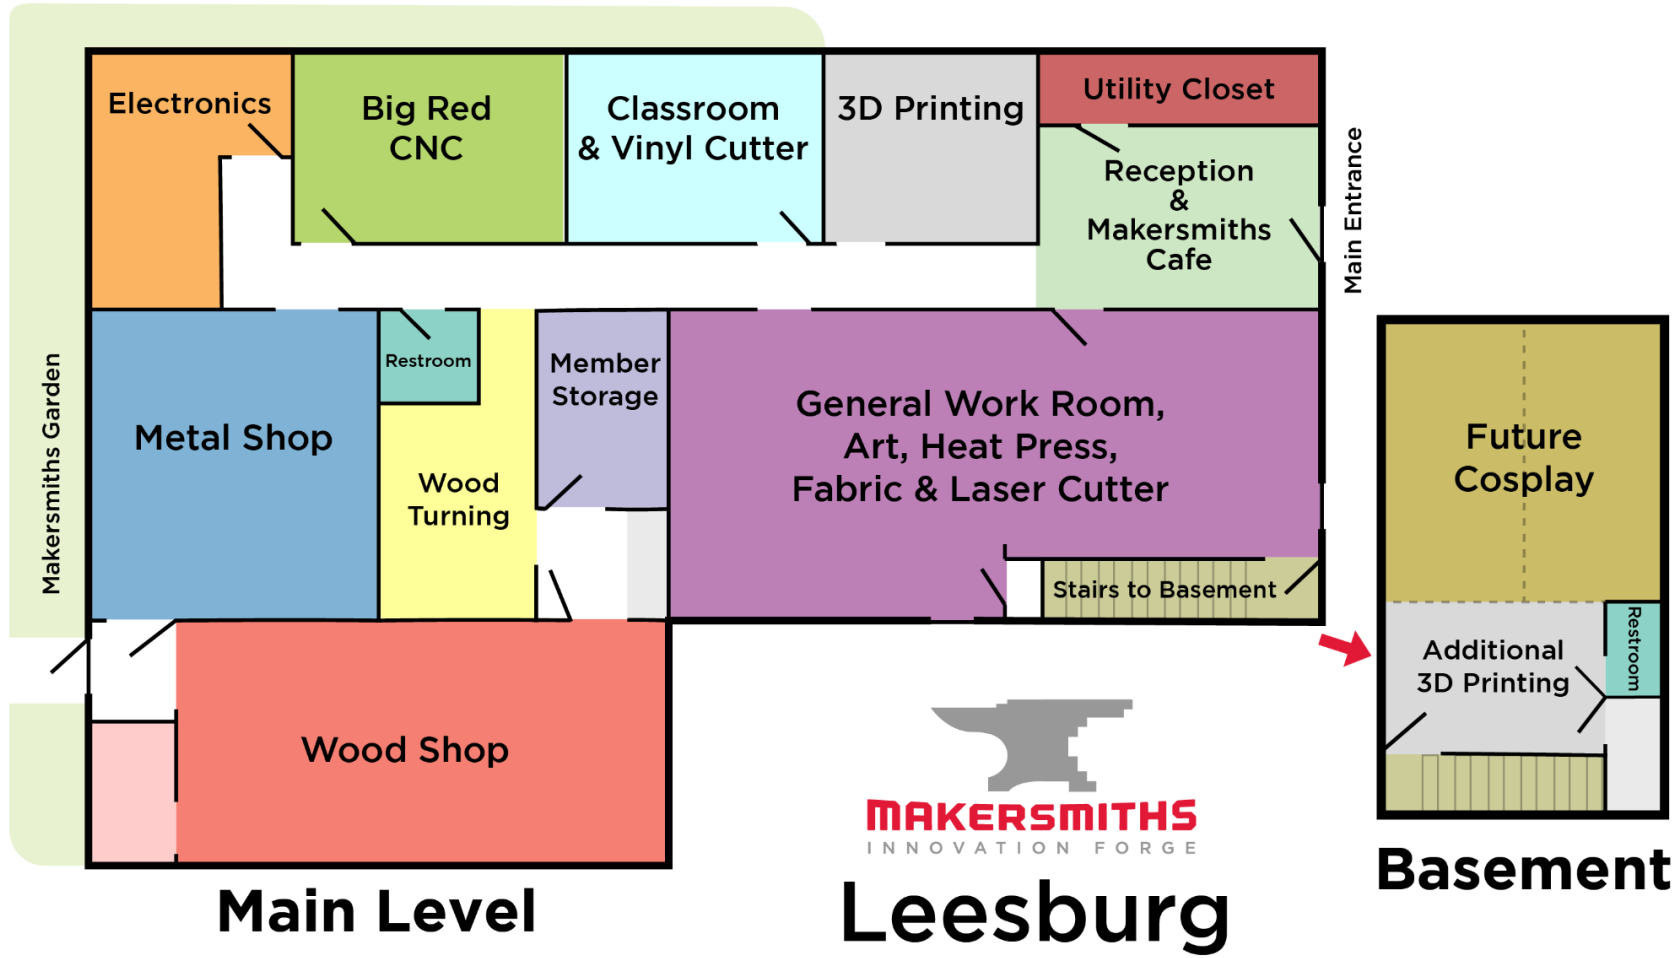 Electronics
Big Red
CNC
Classroom
& Vinyl Cutter
3D Printing
Utility Closet
Reception
&
Makersmiths
Cafe
Main Entrance
Makersmiths Garden
Metal Shop
Restroom
Wood
Turning
Member
Storage
General Work Room,
Art, Heat Press,
Fabric & Laser Cutter
Stairs to Basement
Wood Shop
Future
Cosplay
Additional
3D Printing
Restroom
MAKERSMITHS
INNOVATION FORGE
Main Level
Leesburg
Basement